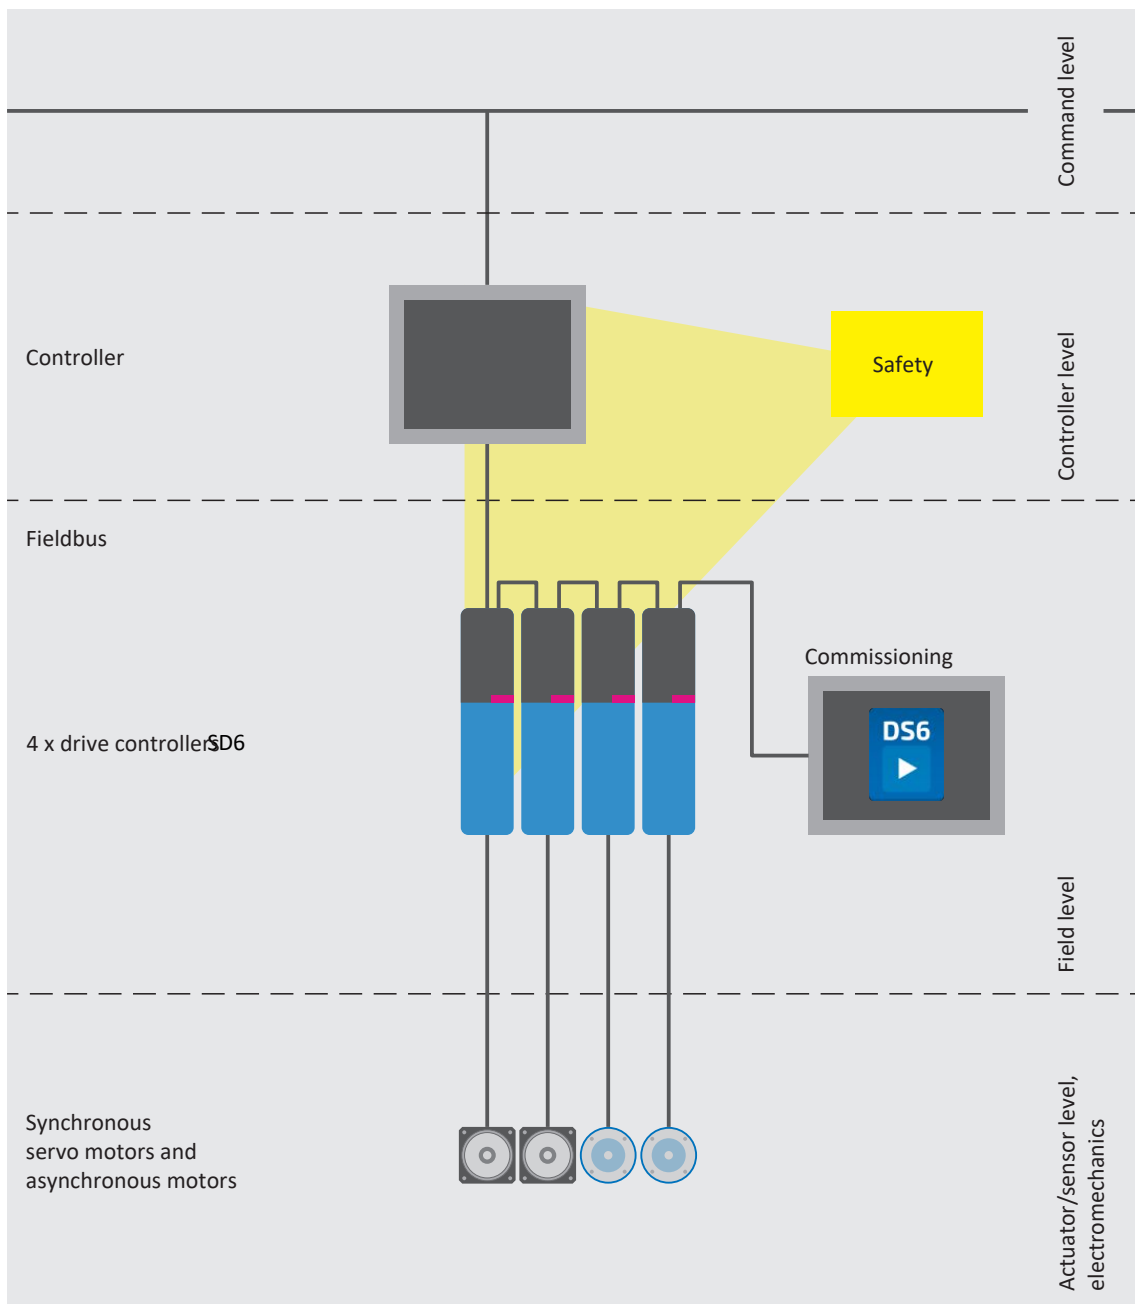 Command level
Controller
Safety
Controller level
Fieldbus
Commissioning
DS6
4 x drive controllers SD6
Field level
Synchronous
servo motors and
asynchronous motors
Actuator/sensor level,
electromechanics